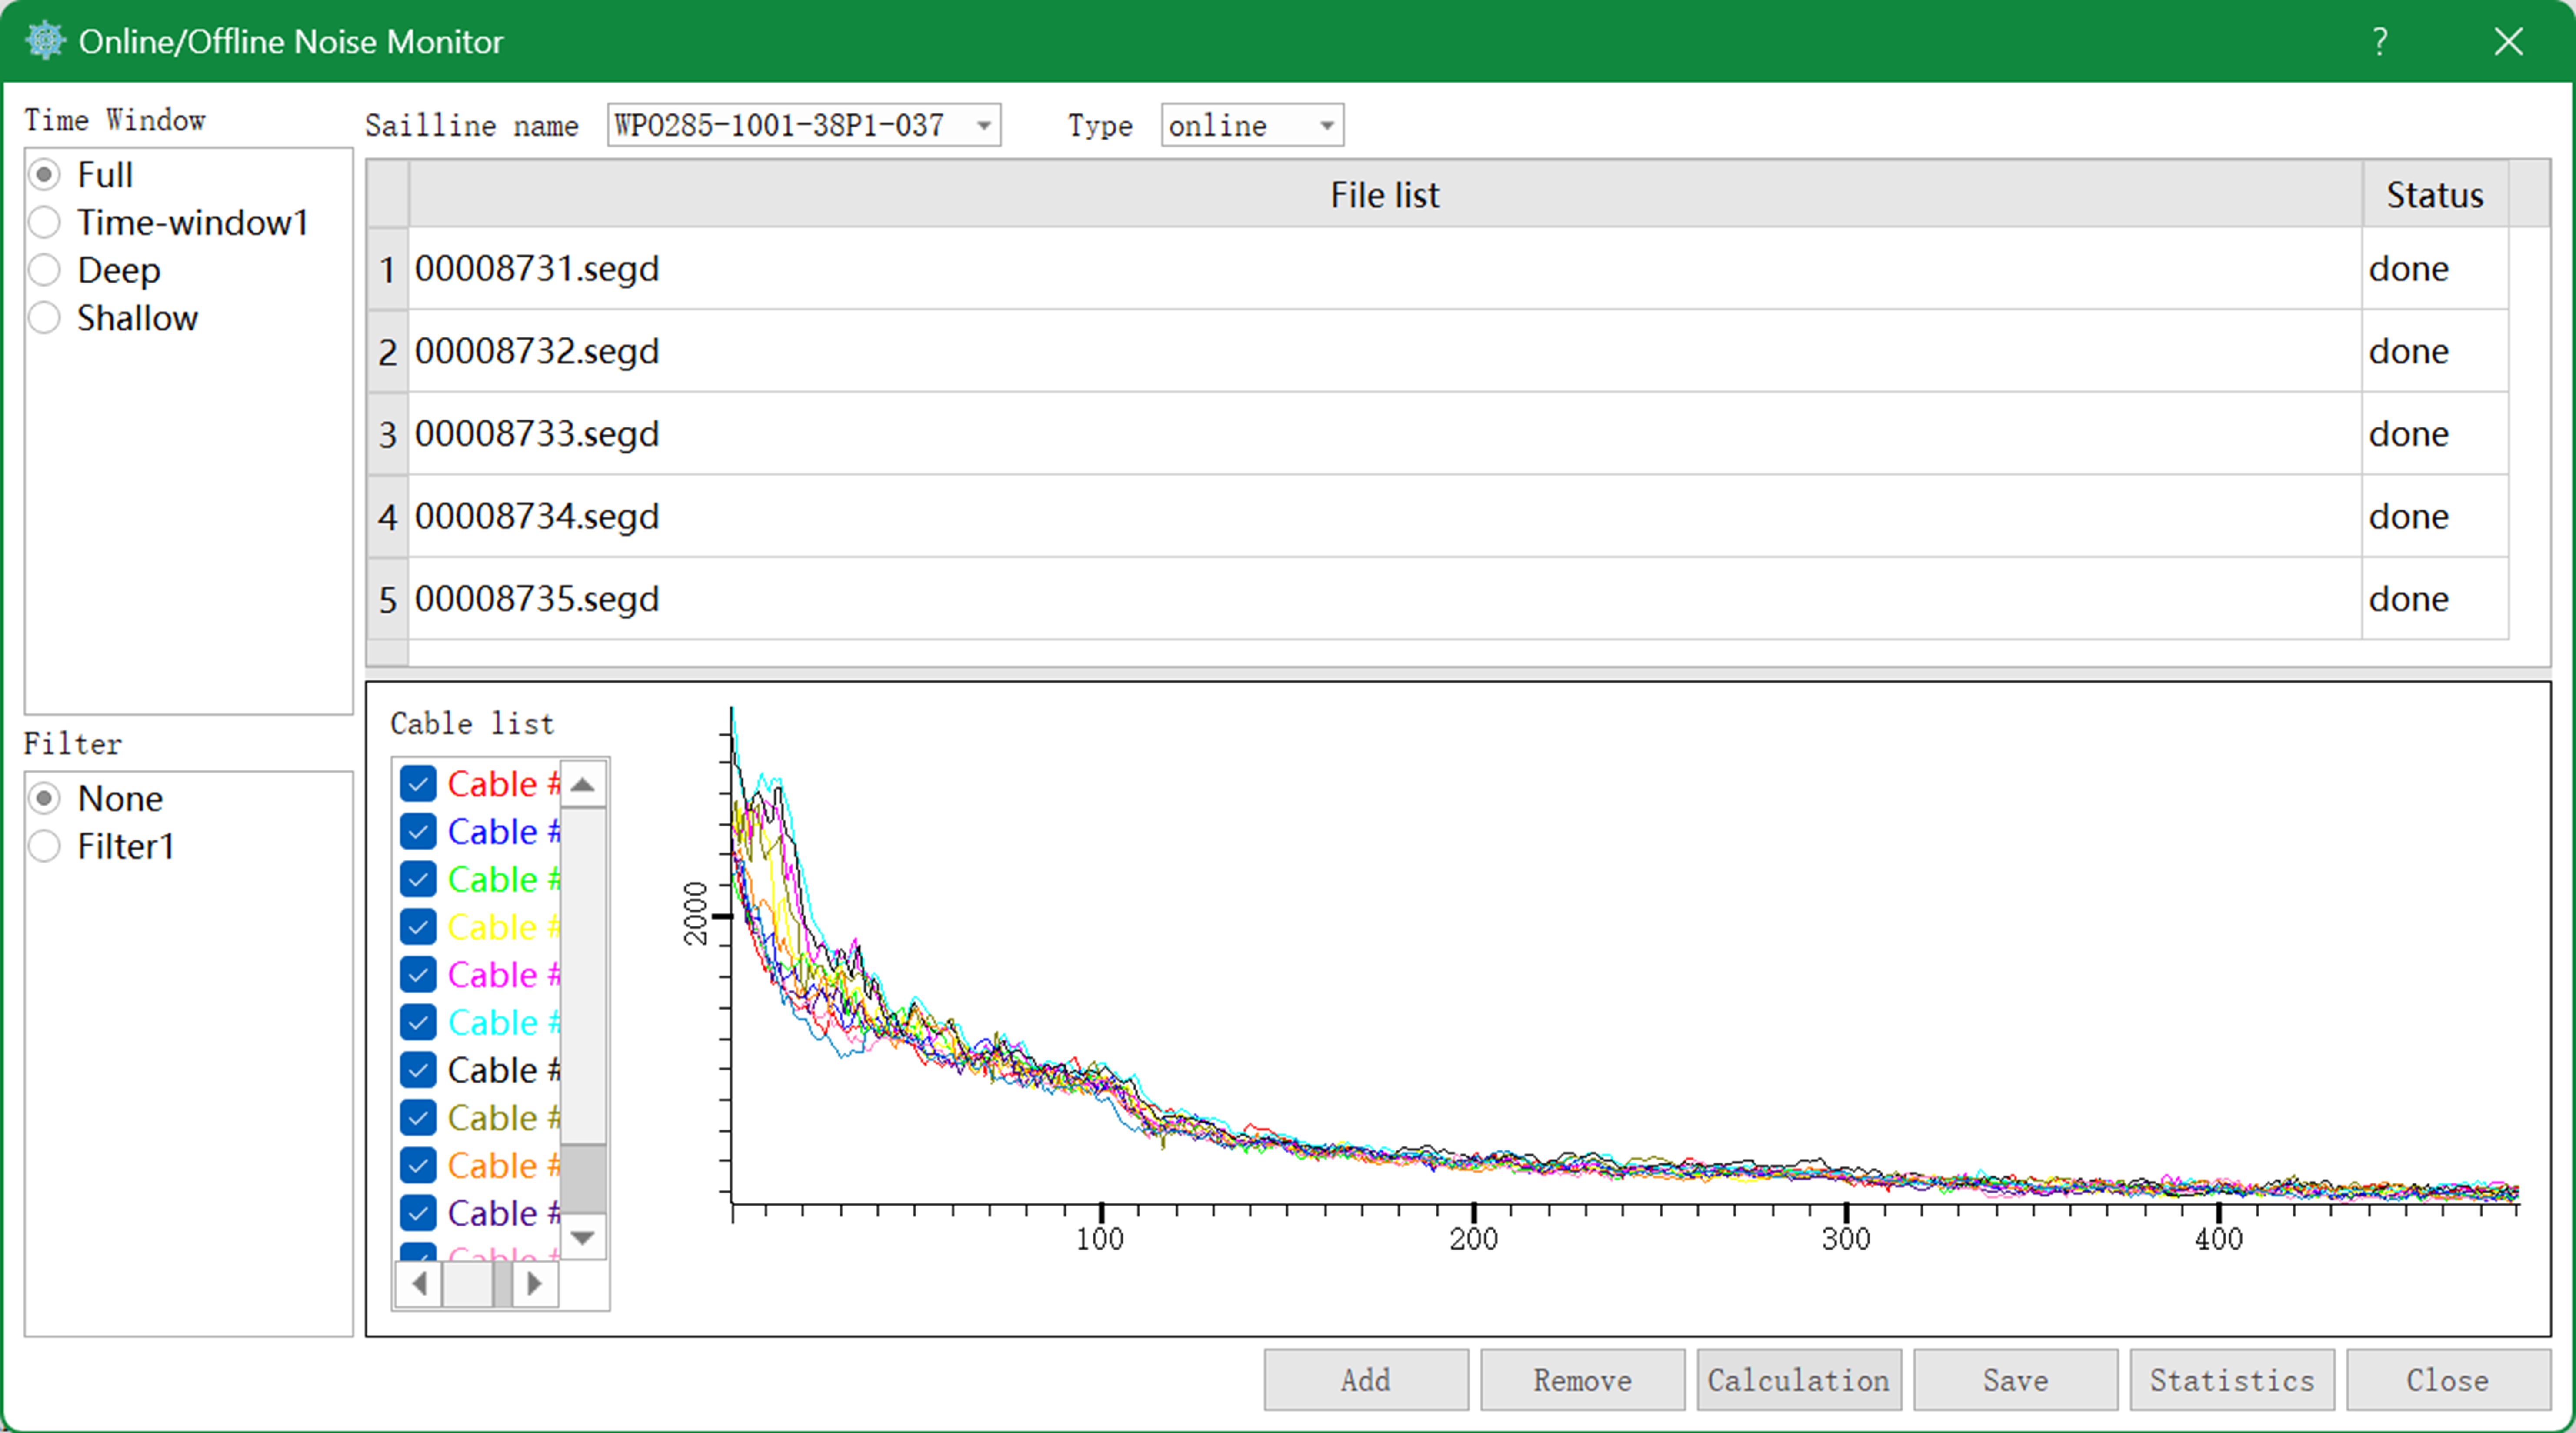 Online/Offline Noise Monitor ?
Time Window
Full
Time-window1
Deep
Shallow
Filter
None
Filter1
Sailline name WPO285-1001-38P1-037 Type online
File list Status
1 00008731.segd done
2 00008732.segd done
3 00008733.segd done
4 00008734.segd done
5 00008735.segd done
Cable list
Cable #
Cable #
Cable #
Cable #
Cable #
Cable #
Cable #
Cable #
Cable #
Cable #
Cable #
2000
100 200 300 400
Add Remove Calculation Save Statistics Close